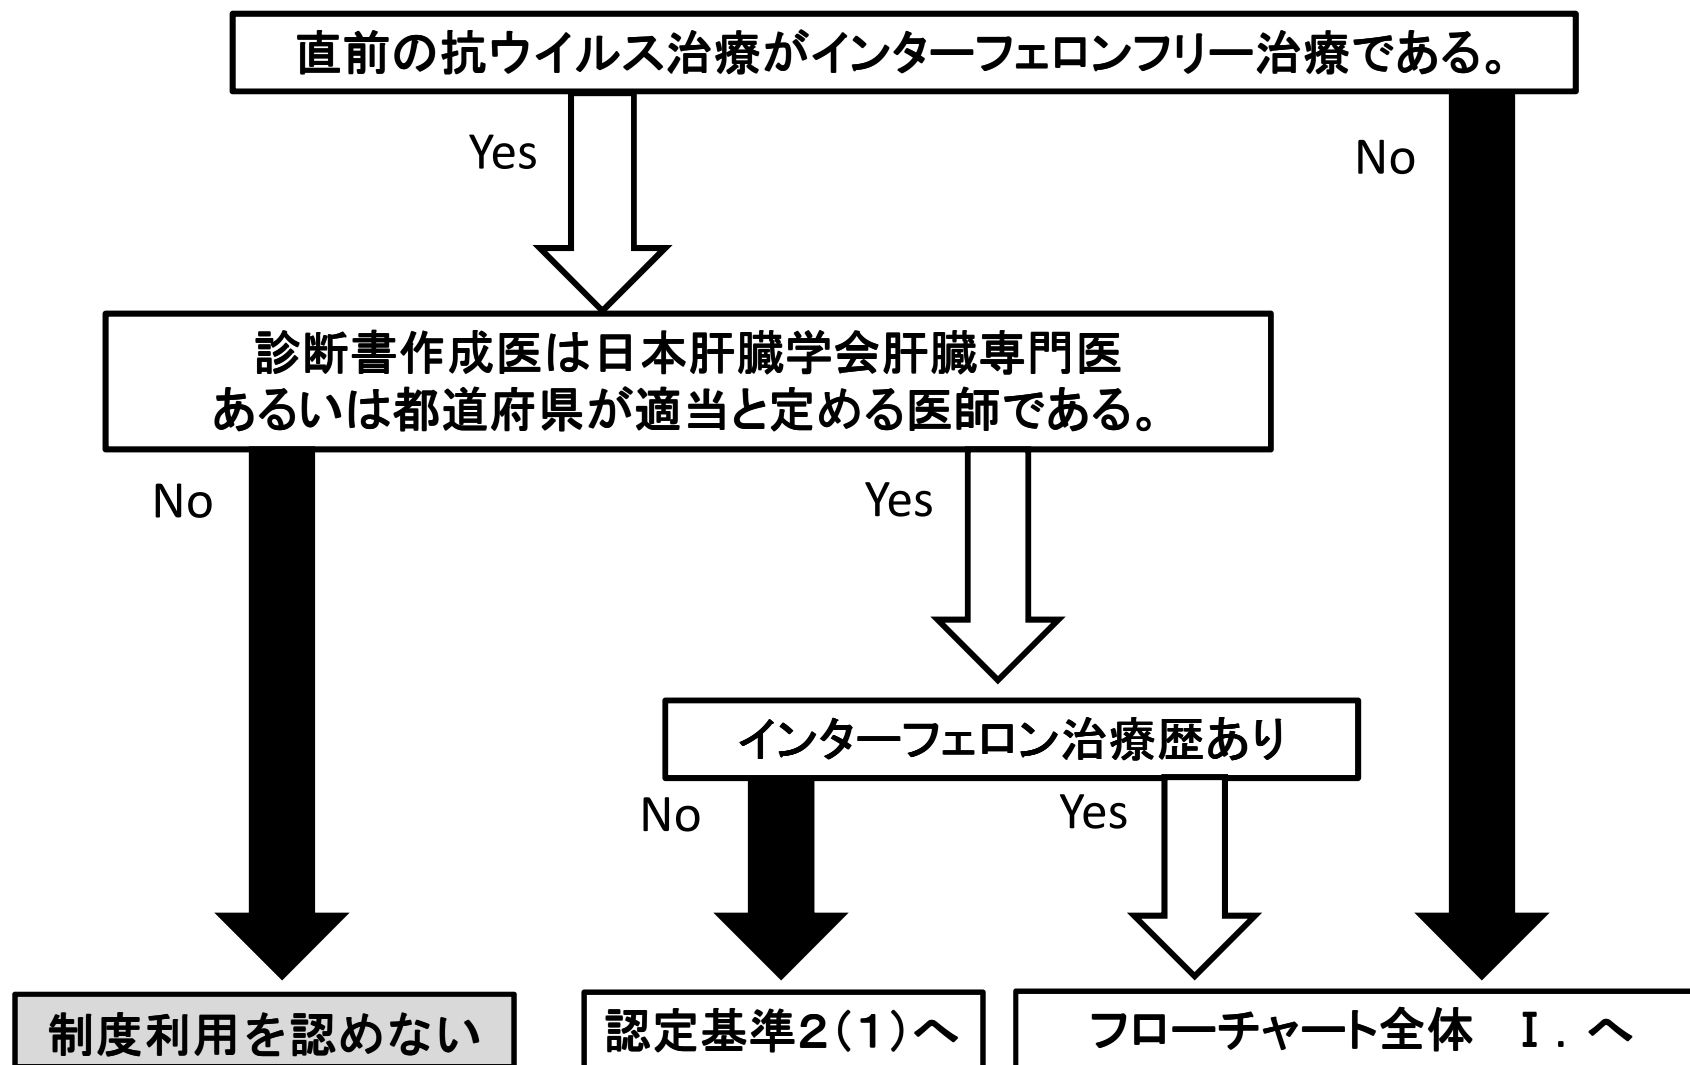 直前の抗ウイルス治療がインターフェロンフリー治療である。
Yes
No
診断書作成医は日本肝臓学会肝臓専門医
あるいは都道府県が適当と定める医師である。
No
Yes
インターフェロン治療歴あり
No
Yes
制度利用を認めない
認定基準2(1)へ
フローチャート全体　Ⅰ. へ